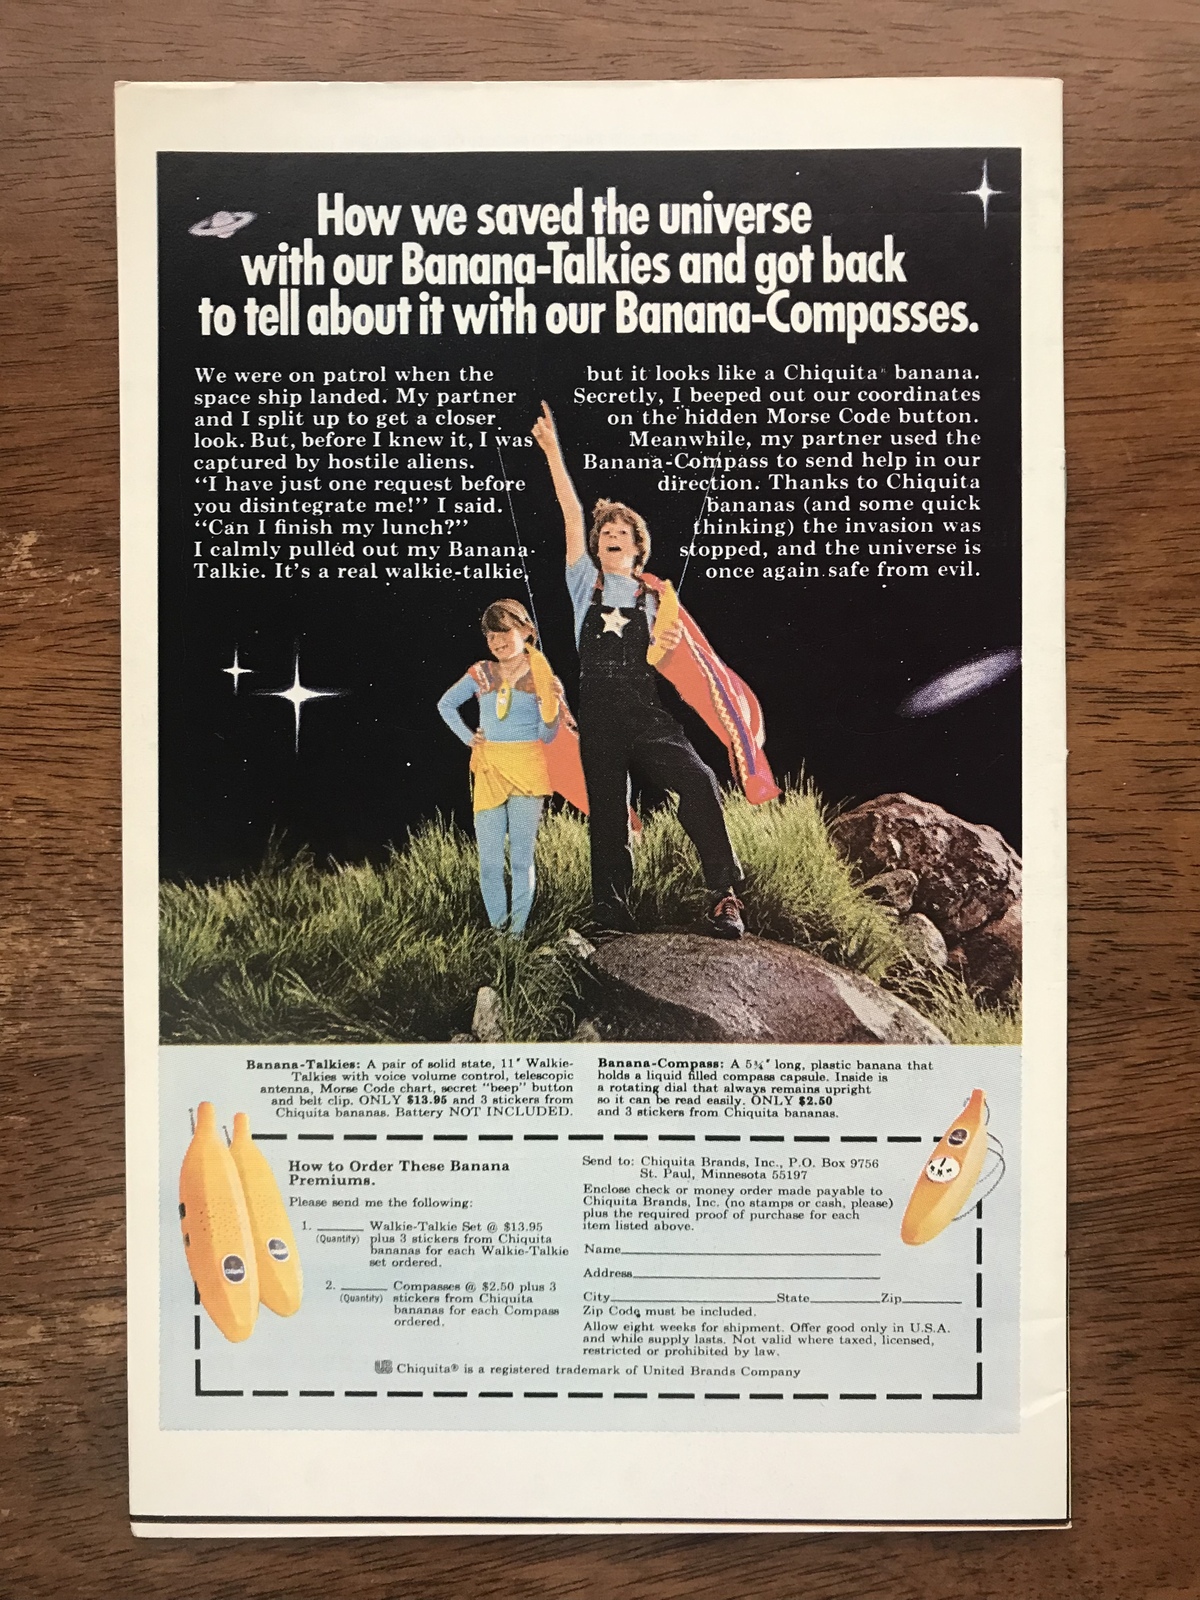 How we saved the universe
with our Banana-Talkies and got back
to tell about it with our Banana-Compasses.
We were on patrol when the
space ship landed. My partner
and I split up to get a closer
look. But, before I knew it, I was
captured by hostile aliens.
"I have just one request before
you disintegrate me!" I said.
"Can I finish my lunch?"
I calmly pulled out my Banana-
Talkie. It's a real walkie-talkie,
but it looks like a Chiquita® banana.
Secretly, I beeped out our coordinates
on the hidden Morse Code button.
Meanwhile, my partner used the
Banana-Compass to send help in our
direction. Thanks to Chiquita
bananas (and some quick
thinking) the invasion was
stopped, and the universe is
once again safe from evil.
Banana-Talkies: A pair of solid state, 11" Walkie-
Talkies with voice volume control, telescopic
antenna, Morse Code chart, secret "beep" button
and belt clip. ONLY $13.95 and 3 stickers from
Chiquita bananas. Battery NOT INCLUDED.
Banana-Compass: A 5¾" long, plastic banana that
holds a liquid filled compass capsule. Inside is
a rotating dial that always remains upright
so it can be read easily. ONLY $2.50
and 3 stickers from Chiquita bananas.
How to Order These Banana
Premiums.
Please send me the following:
1. ______ Walkie-Talkie Set @ $13.95
(Quantity) plus 3 stickers from Chiquita
bananas for each Walkie-Talkie
set ordered.
2. ______ Compasses @ $2.50 plus 3
(Quantity) stickers from Chiquita
bananas for each Compass
ordered.
Send to: Chiquita Brands, Inc., P.O. Box 9756
St. Paul, Minnesota 55197
Enclose check or money order made payable to
Chiquita Brands, Inc. (no stamps or cash, please)
plus the required proof of purchase for each
item listed above.
Name
Address
City State Zip
Zip Code must be included.
Allow eight weeks for shipment. Offer good only in U.S.A.
and while supply lasts. Not valid where taxed, licensed,
restricted or prohibited by law.
Chiquita® is a registered trademark of United Brands Company